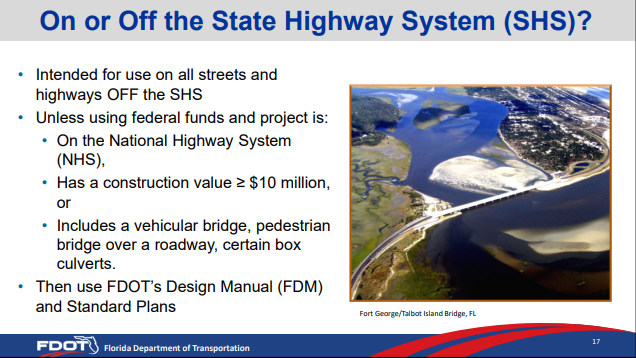 On or Off the State Highway System (SHS)?
• Intended for use on all streets and
highways OFF the SHS
• Unless using federal funds and project is:
• On the National Highway System
(NHS),
• Has a construction value ≥ $10 million,
or
• Includes a vehicular bridge, pedestrian
bridge over a roadway, certain box
culverts.
• Then use FDOT's Design Manual (FDM)
and Standard Plans
Fort George/Talbot Island Bridge, FL
FDOT Florida Department of Transportation
17